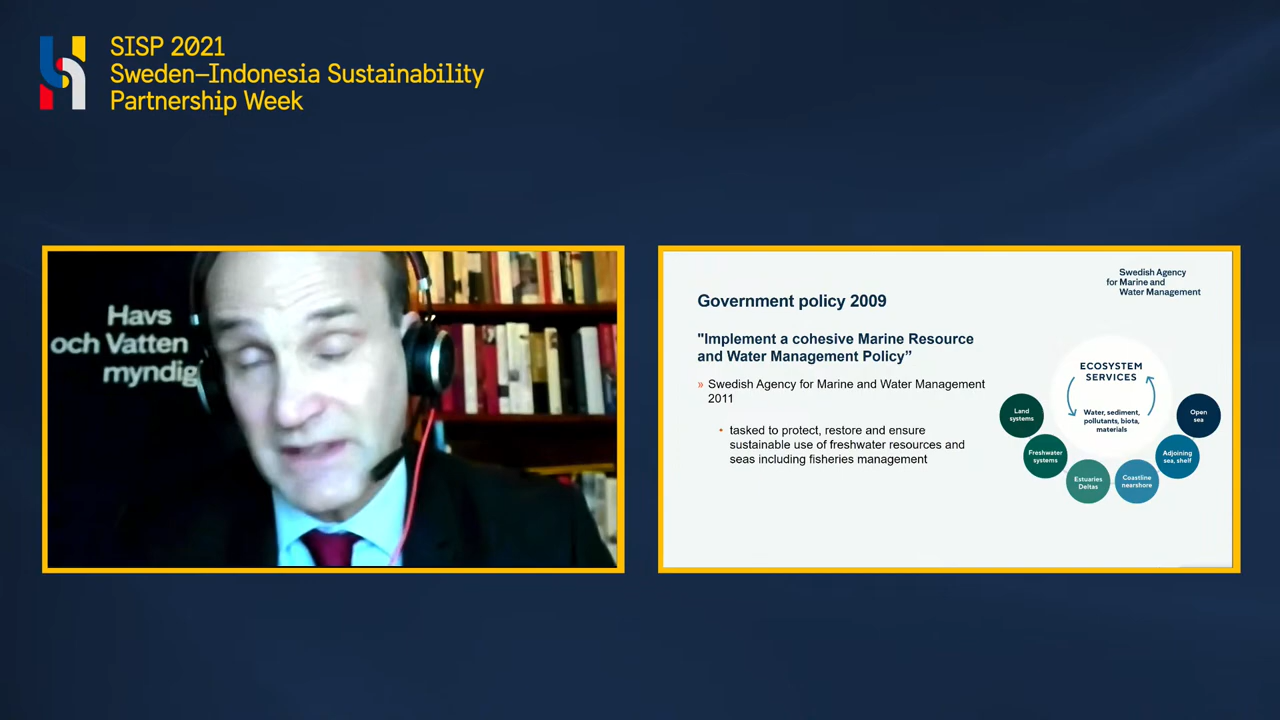 SISP 2021
Sweden–Indonesia Sustainability
Partnership Week
Havs
och Vatten
myndig
Swedish Agency
for Marine and
Water Management
Government policy 2009
"Implement a cohesive Marine Resource
and Water Management Policy”
» Swedish Agency for Marine and Water Management
2011
• tasked to protect, restore and ensure
sustainable use of freshwater resources and
seas including fisheries management
ECOSYSTEM
SERVICES
Water, sediment,
pollutants, biota,
materials
Land
systems
Freshwater
systems
Estuaries
Deltas
Coastline
nearshore
Adjoining
sea, shelf
Open
sea